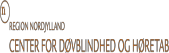 n
REGION NORDJYLLAND
CENTER FOR DØVBLINDHED OG HØRETAB